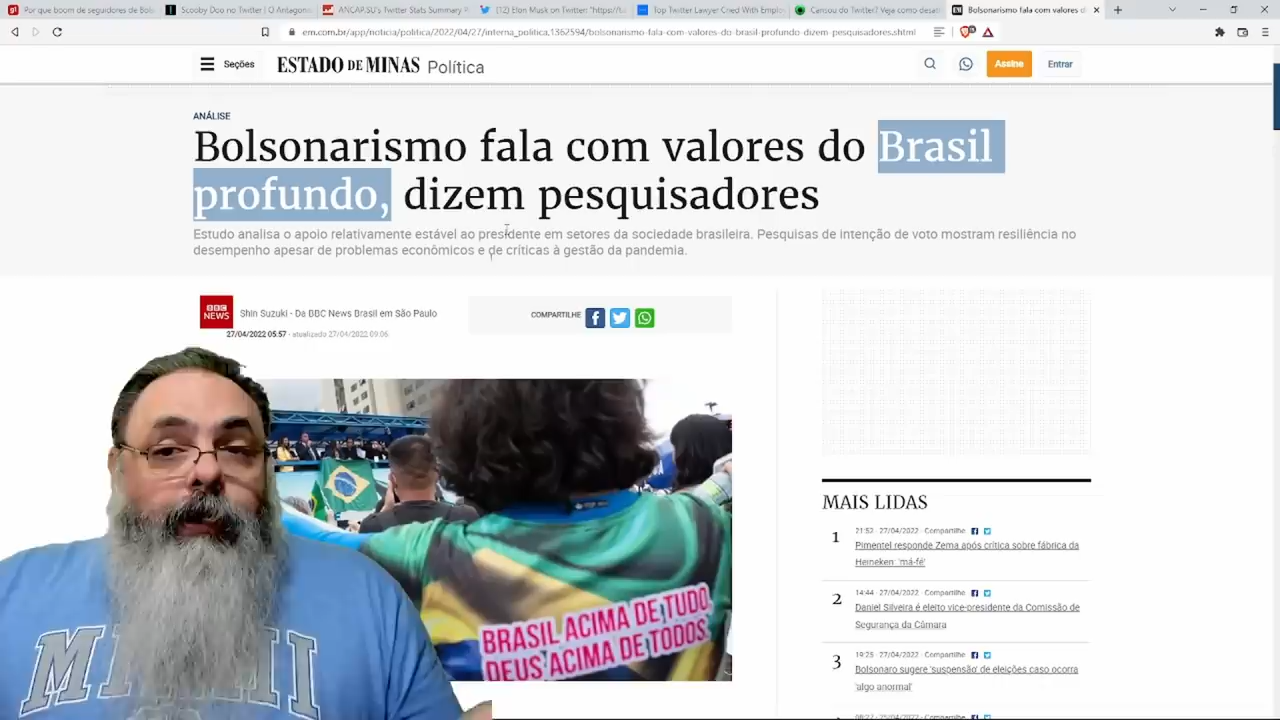 Por que boom de seguidores de Bols
Scooby Doo no Twitter | O Antagonis
ANCAP.SU's Twitter Stats Summary P
(12) Elon Musk on Twitter: "https://t
Top Twitter Lawyer Cred With Employ
Cansou do Twitter? Veja como desati
Bolsonarismo fala com valores d
em.com.br/app/noticia/politica/2022/04/27/interna_politica,1362594/bolsonarismo-fala-com-valores-do-brasil-profundo-dizem-pesquisadores.shtml
Seções ESTADO DE MINAS Política Assine Entrar
ANÁLISE
Bolsonarismo fala com valores do Brasil
profundo, dizem pesquisadores
Estudo analisa o apoio relativamente estável ao presidente em setores da sociedade brasileira. Pesquisas de intenção de voto mostram resiliência no
desempenho apesar de problemas econômicos e de críticas à gestão da pandemia.
BBC
NEWS
Shin Suzuki - Da BBC News Brasil em São Paulo
27/04/2022 05:57 - atualizado 27/04/2022 09:06
COMPARTILHE
BRASIL ACIMA DE TUDO,
DEUS ACIMA DE TODOS
MIAMI
MAIS LIDAS
1
21:52 - 27/04/2022 - Compartilhe
Pimentel responde Zema após crítica sobre fábrica da
Heineken: 'má-fé'
2
14:44 - 27/04/2022 - Compartilhe
Daniel Silveira é eleito vice-presidente da Comissão de
Segurança da Câmara
3
19:25 - 27/04/2022 - Compartilhe
Bolsonaro sugere 'suspensão' de eleições caso ocorra
'algo anormal'